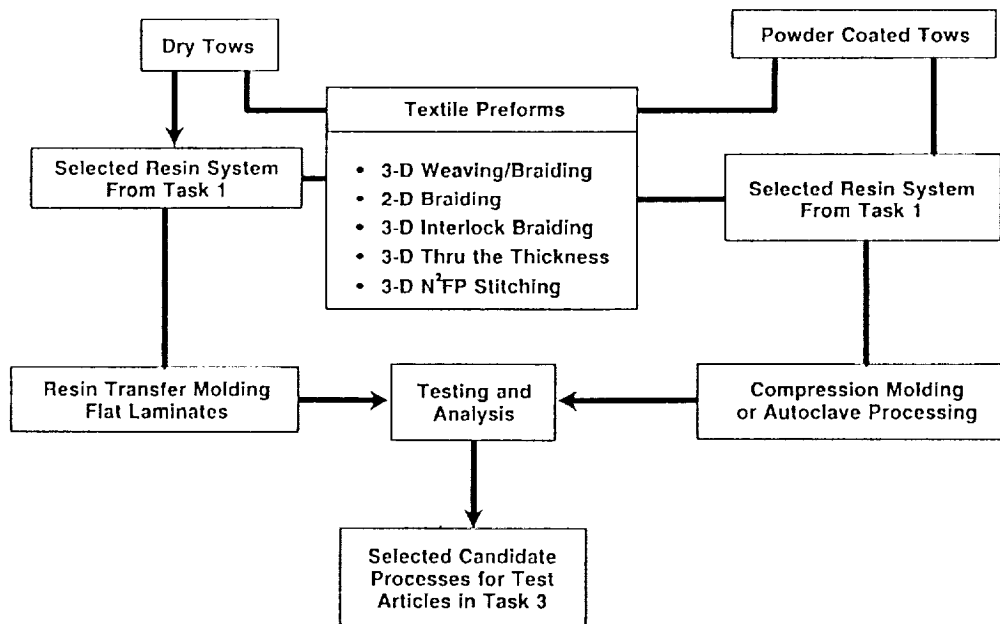 Dry Tows
Powder Coated Tows
Textile Preforms
• 3-D Weaving/Braiding
• 2-D Braiding
• 3-D Interlock Braiding
• 3-D Thru the Thickness
• 3-D N²FP Stitching
Selected Resin System
From Task 1
Selected Resin System
From Task 1
Resin Transfer Molding
Flat Laminates
Testing and
Analysis
Compression Molding
or Autoclave Processing
Selected Candidate
Processes for Test
Articles in Task 3